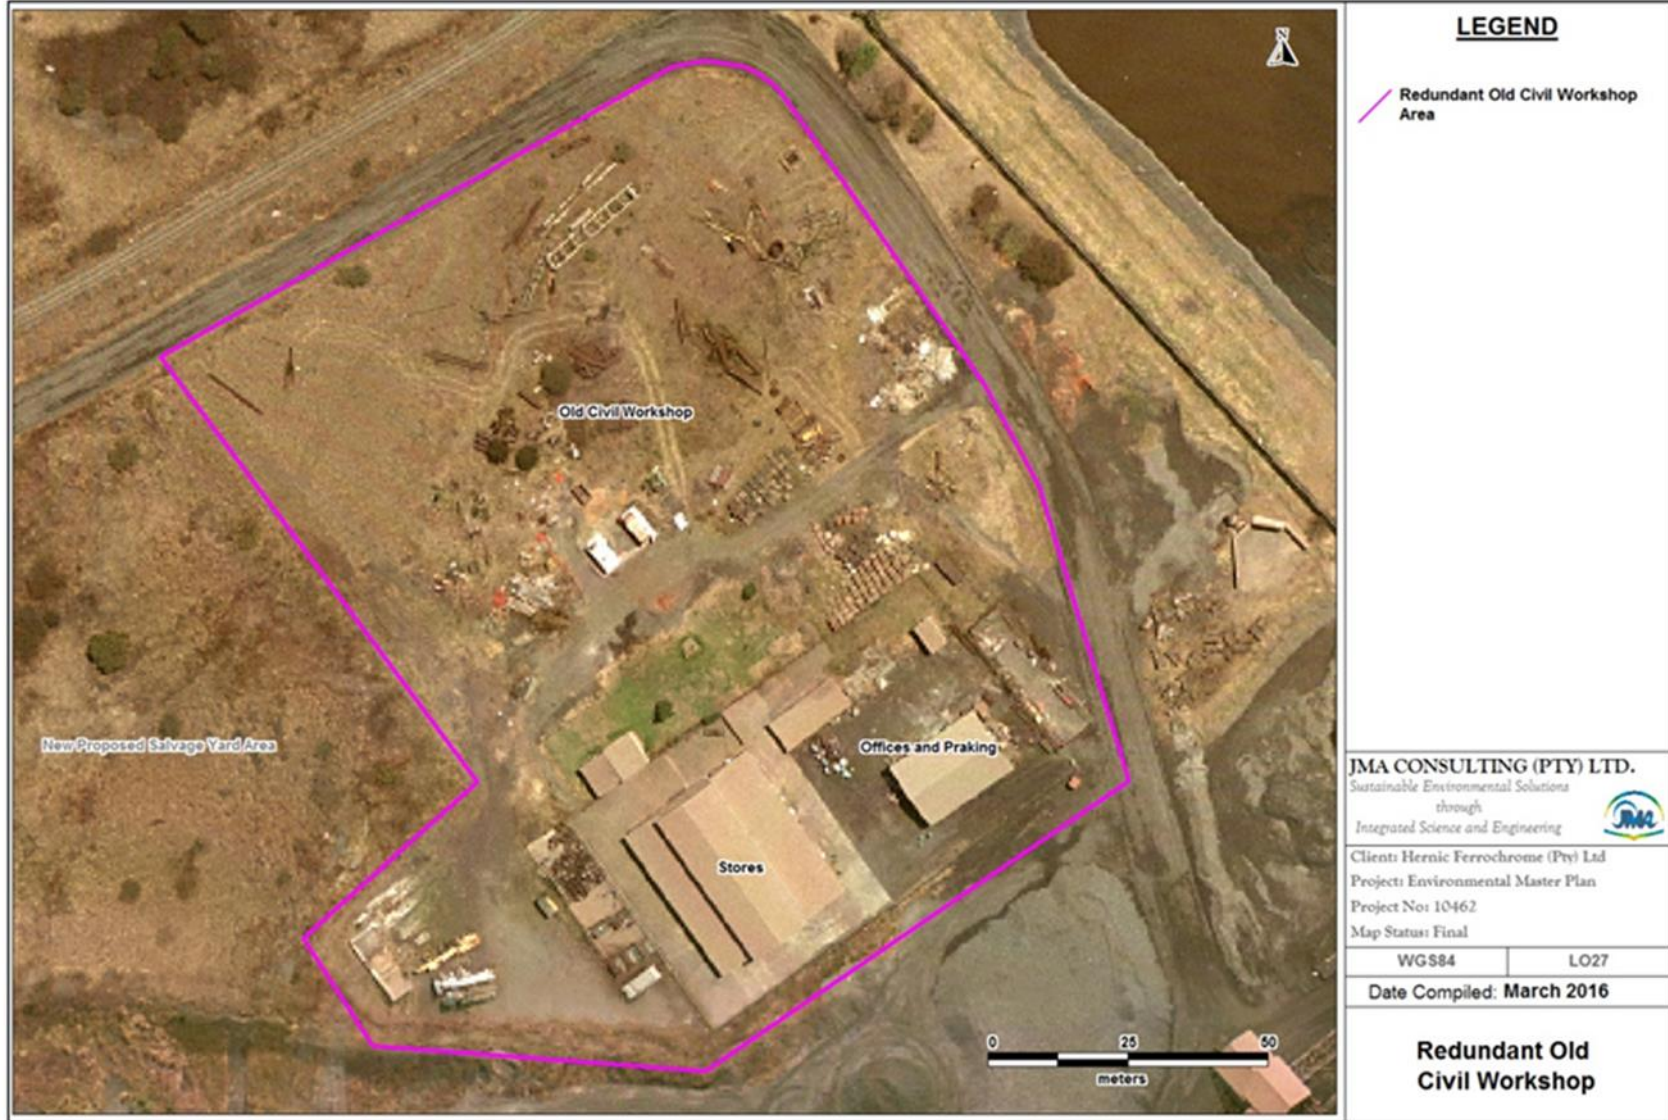 LEGEND
N
Redundant Old Civil Workshop
Area
Old Civil Workshop
New Proposed Salvage Yard Area
Offices and Praking
Stores
0 25 50
meters
JMA CONSULTING (PTY) LTD.
Sustainable Environmental Solutions
through
Integrated Science and Engineering
JMA
Client: Hernic Ferrochrome (Pty) Ltd
Project: Environmental Master Plan
Project No: 10462
Map Status: Final
WGS84 LO27
Date Compiled: March 2016
Redundant Old
Civil Workshop